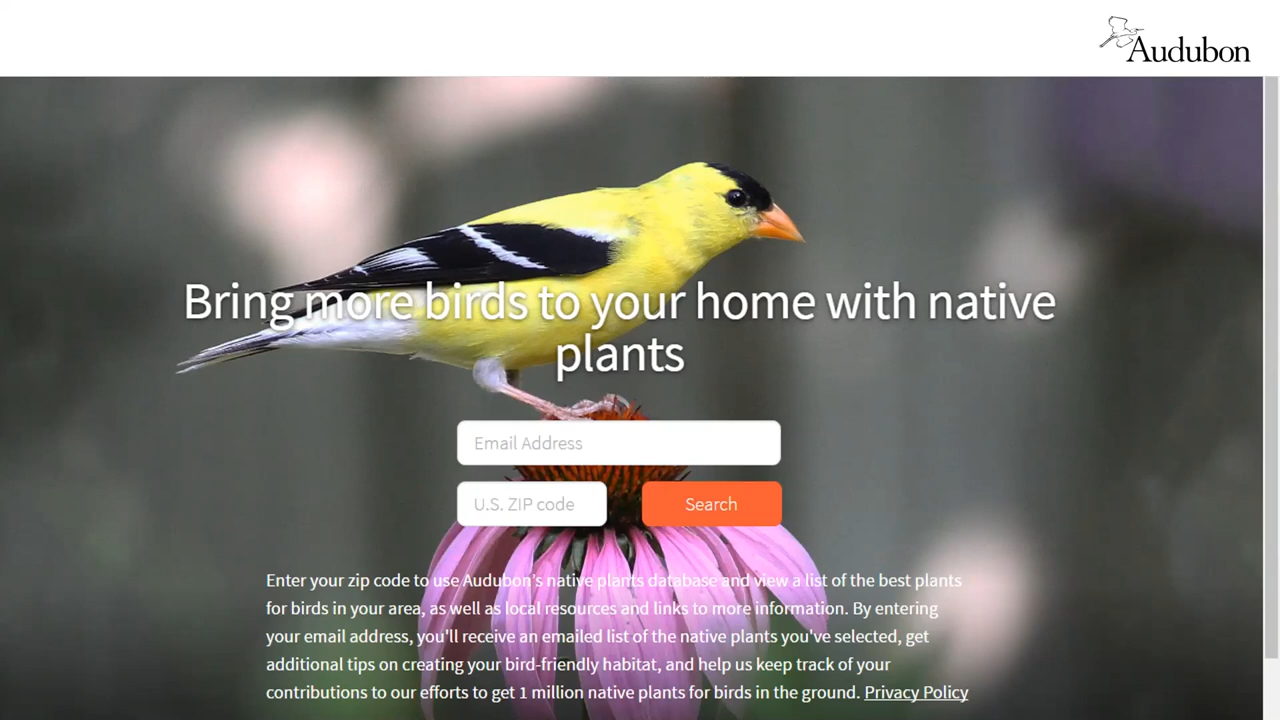 Audubon
Bring more birds to your home with native
plants
Email Address
U.S. ZIP code
Search
Enter your zip code to use Audubon's native plants database and view a list of the best plants
for birds in your area, as well as local resources and links to more information. By entering
your email address, you'll receive an emailed list of the native plants you've selected, get
additional tips on creating your bird-friendly habitat, and help us keep track of your
contributions to our efforts to get 1 million native plants for birds in the ground. Privacy Policy